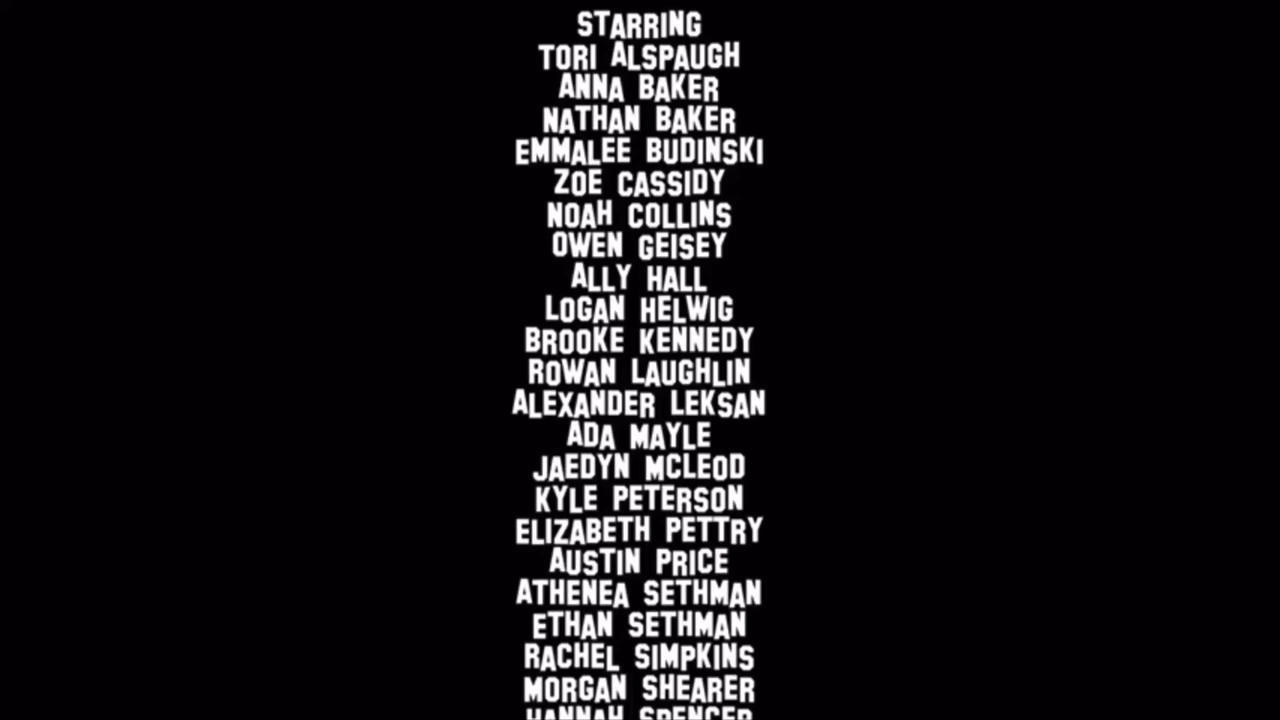 STARRING
TORI ALSPAUGH
ANNA BAKER
NATHAN BAKER
EMMALEE BUDINSKI
ZOE CASSIDY
NOAH COLLINS
OWEN GEISEY
ALLY HALL
LOGAN HELWIG
BROOKE KENNEDY
ROWAN LAUGHLIN
ALEXANDER LEKSAN
ADA MAYLE
JAEDYN MCLEOD
KYLE PETERSON
ELIZABETH PETTRY
AUSTIN PRICE
ATHENEA SETHMAN
ETHAN SETHMAN
RACHEL SIMPKINS
MORGAN SHEARER
HANNAH SPENCER